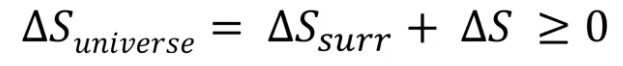 ΔS_universe = ΔS_surr + ΔS ≥ 0